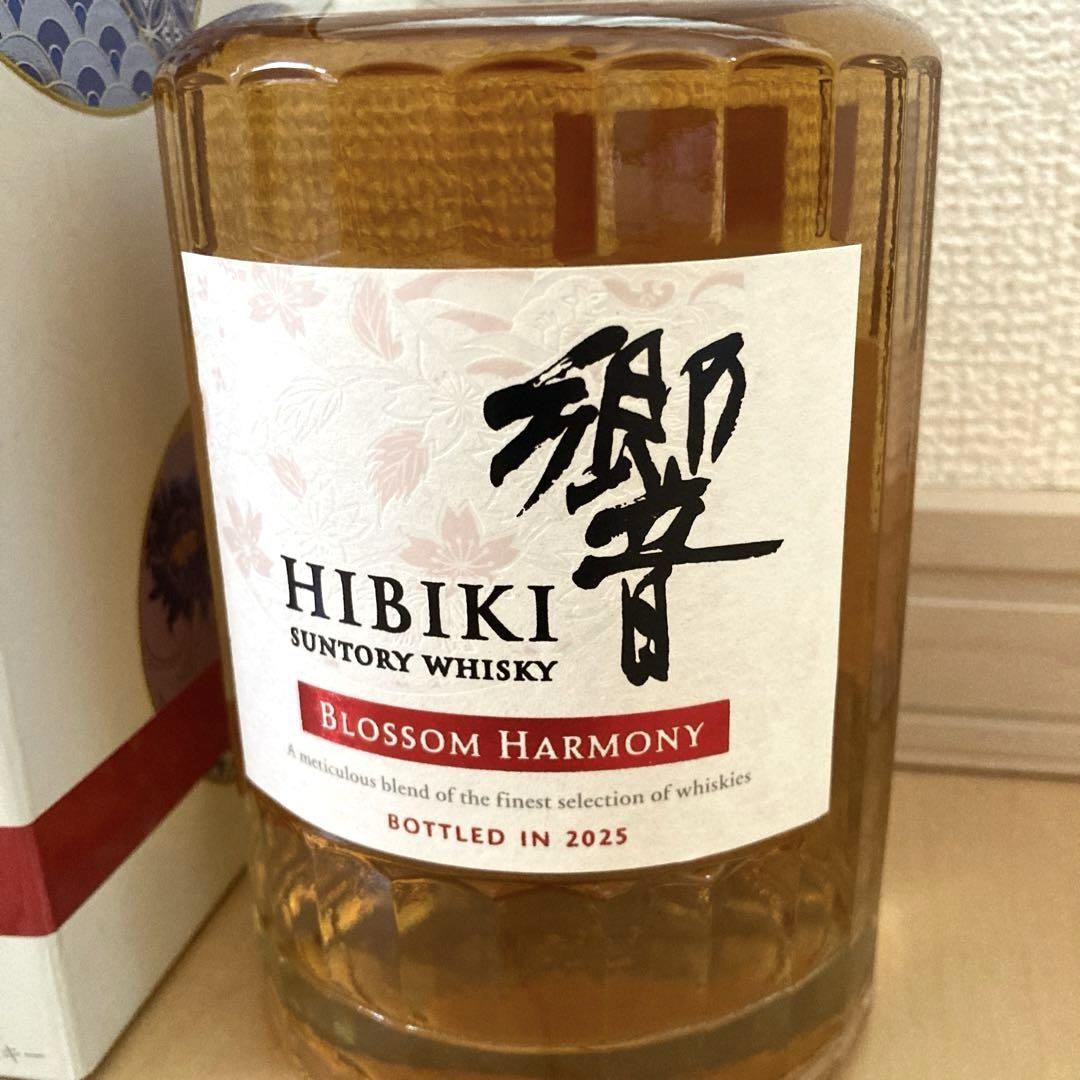 響
HIBIKI
SUNTORY WHISKY
BLOSSOM HARMONY
A meticulous blend of the finest selection of whiskies
BOTTLED IN 2025